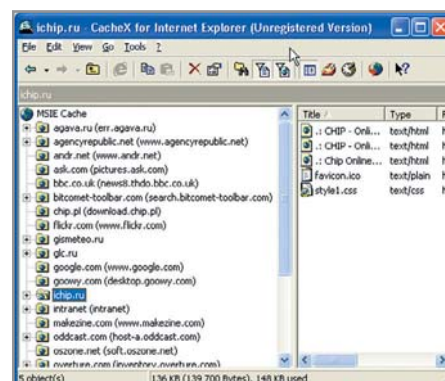 ichip.ru - CacheX for Internet Explorer (Unregistered Version)
File Edit View Go Tools ?
ichip.ru
MSIE Cache
agava.ru (err.agava.ru)
agencyrepublic.net (www.agencyrepublic.net)
andr.net (www.andr.net)
ask.com (pictures.ask.com)
bbc.co.uk (news8.thdo.bbc.co.uk)
bitcomet-toolbar.com (search.bitcomet-toolbar.com)
chip.pl (download.chip.pl)
flickr.com (www.flickr.com)
gismeteo.ru
glc.ru
google.com (www.google.com)
goowy.com (desktop.goowy.com)
ichip.ru
intranet (intranet)
makezine.com (www.makezine.com)
oddcast.com (host-a.oddcast.com)
oszone.net (soft.oszone.net)
overture.com (inventory.overture.com)
Title Type
.: CHIP - Onli... text/html
.: CHIP - Onli... text/html
.: Chip Online... text/html
favicon.ico text/plain
style1.css text/css
5 object(s) 136 KB (139 700 Bytes), 148 KB used